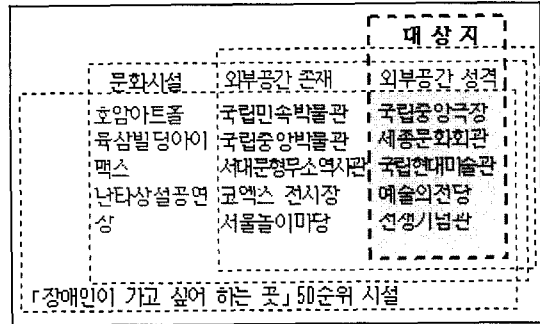 대 상 지
문화시설 외부공간 존재 외부공간 성격
호암아트홀 국립민속박물관 국립중앙극장
육삼빌딩아이 국립중앙박물관 세종문화회관
맥스 서대문형무소역사관 국립현대미술관
난타상설공연 코엑스 전시장 예술의전당
상 서울놀이마당
「장애인이 가고 싶어 하는 곳」 50순위 시설